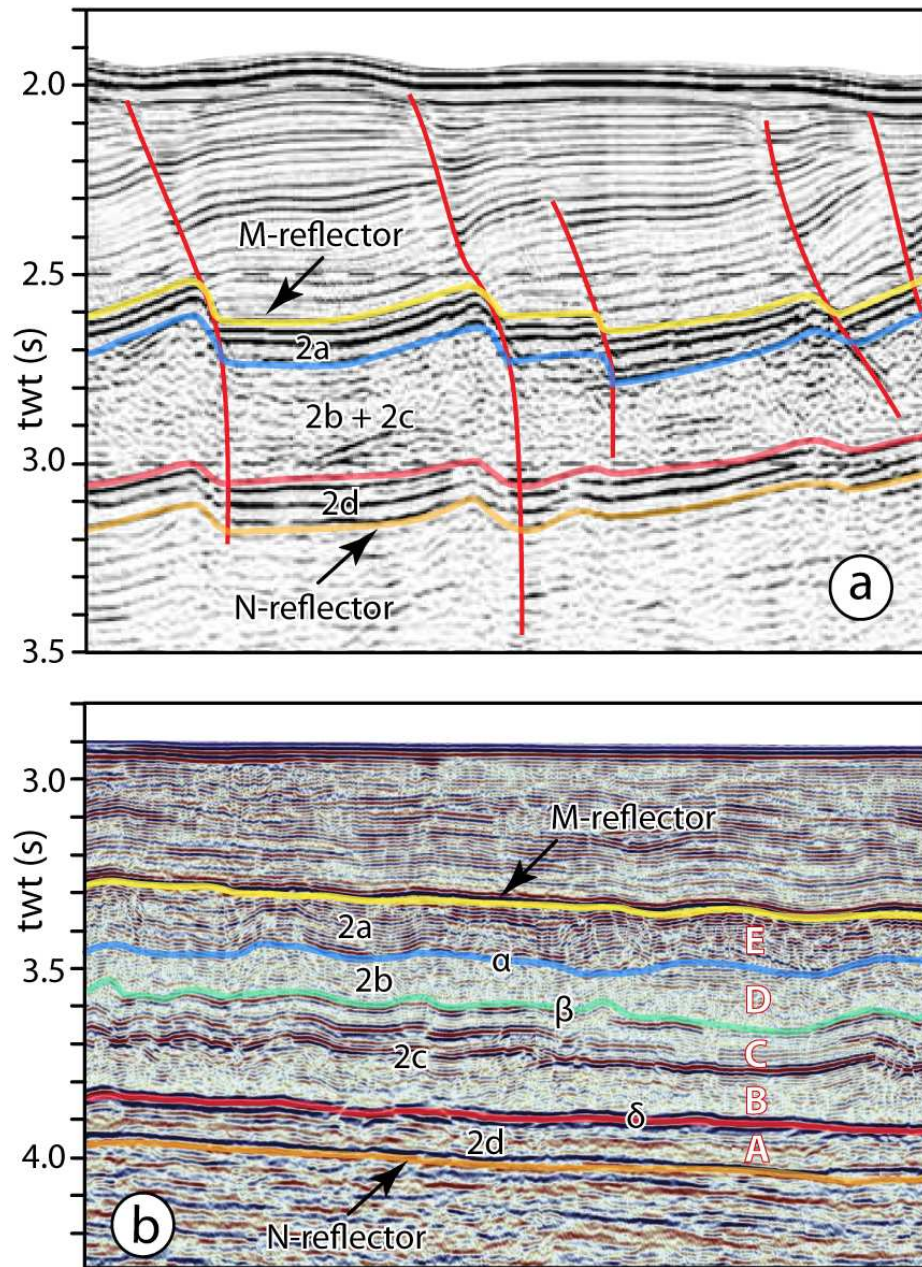 2.0
M-reflector
2.5
2a
twt (s)
2b + 2c
3.0
2d
N-reflector
a
3.5
3.0
M-reflector
twt (s)
2a
E
3.5
α
2b
D
β
2c
C
B
δ
2d
A
4.0
N-reflector
b